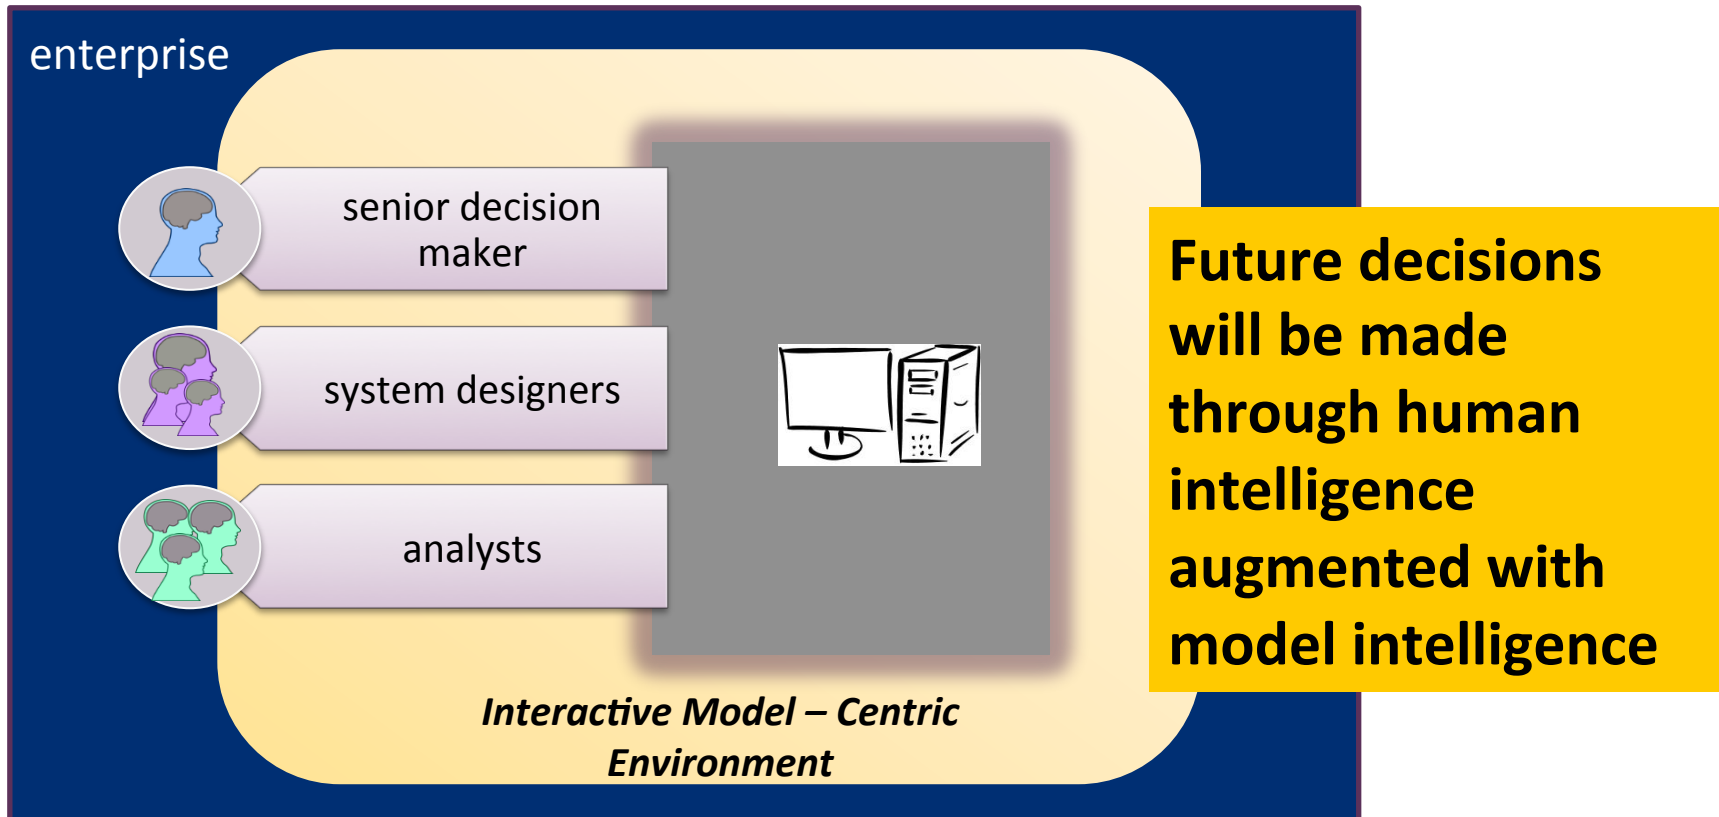 enterprise
senior decision
maker
system designers
analysts
Interactive Model – Centric
Environment
Future decisions
will be made
through human
intelligence
augmented with
model intelligence